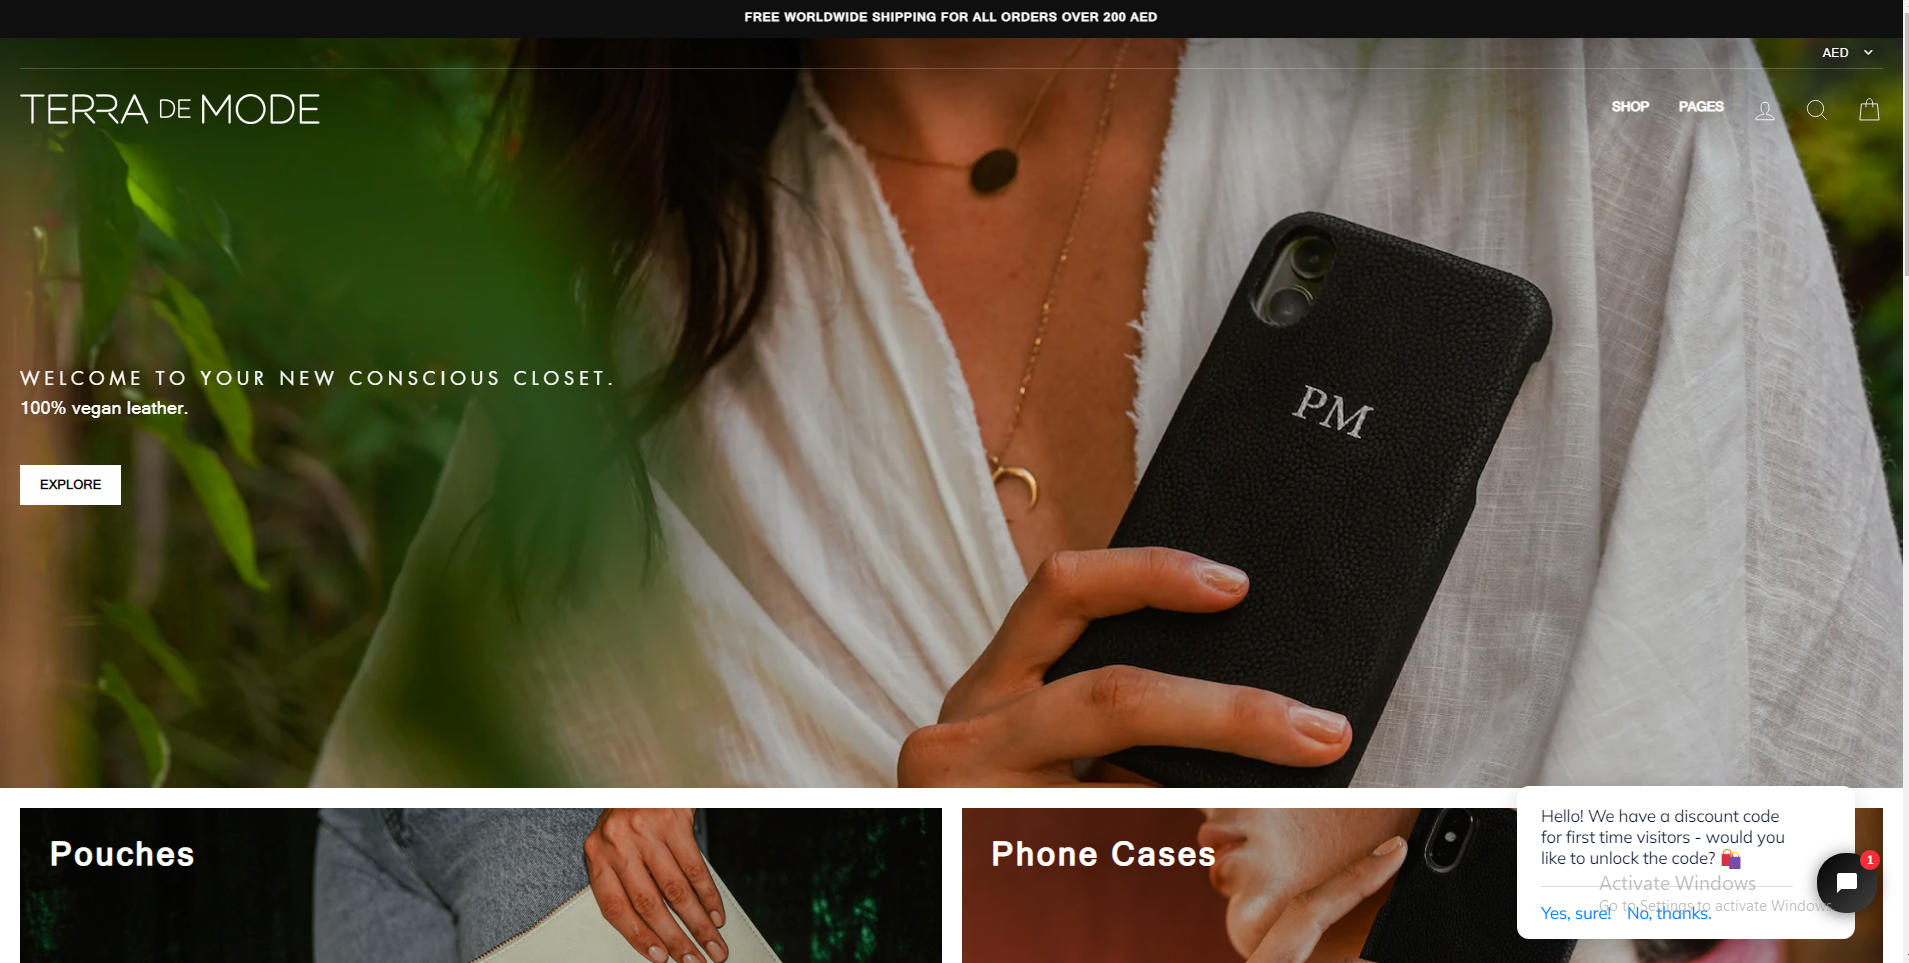 FREE WORLDWIDE SHIPPING FOR ALL ORDERS OVER 200 AED
AED
TERRA DE MODE
SHOP
PAGES
PM
WELCOME TO YOUR NEW CONSCIOUS CLOSET.
100% vegan leather.
EXPLORE
Pouches
Phone Cases
Hello! We have a discount code
for first time visitors - would you
like to unlock the code? 🛍️
1
Activate Windows
Go to Settings to activate Windows.
Yes, sure!
No, thanks.